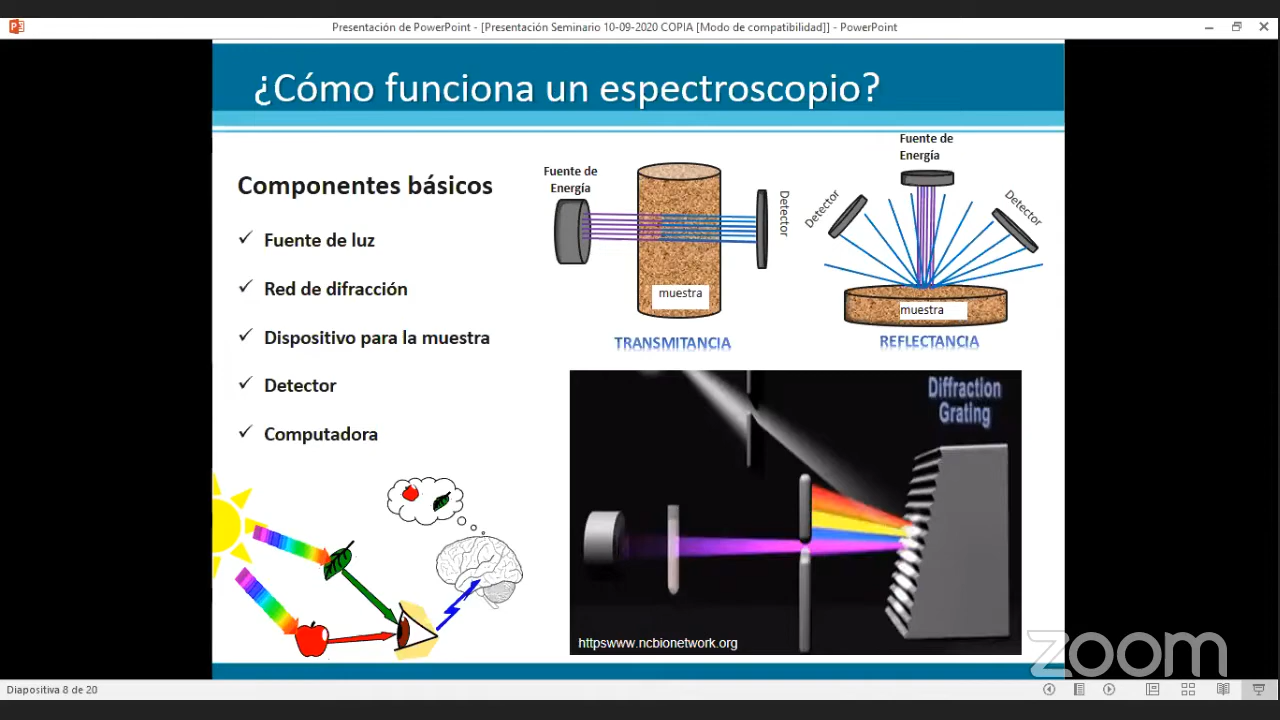 Presentación de PowerPoint - [Presentación Seminario 10-09-2020 COPIA [Modo de compatibilidad]] - PowerPoint
¿Cómo funciona un espectroscopio?
Componentes básicos
✓ Fuente de luz
✓ Red de difracción
✓ Dispositivo para la muestra
✓ Detector
✓ Computadora
Fuente de
Energía
Detector
muestra
TRANSMITANCIA
Fuente de
Energía
Detector
Detector
muestra
REFLECTANCIA
Diffraction
Grating
httpswww.ncbionetwork.org
zoom
Diapositiva 8 de 20